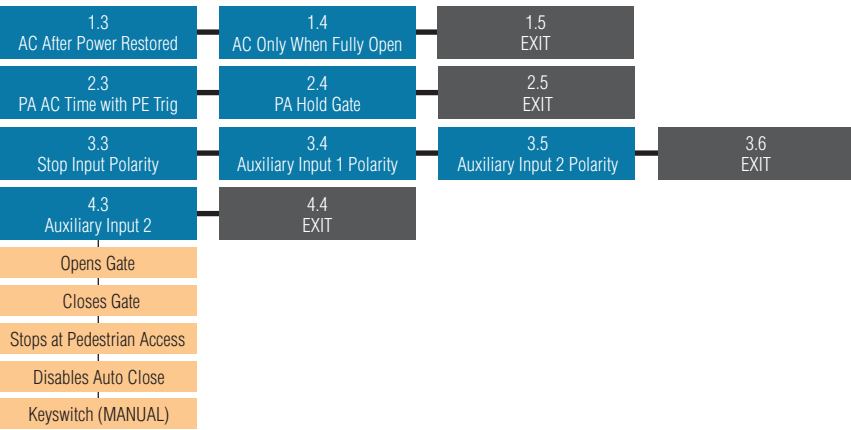 1.3
AC After Power Restored
1.4
AC Only When Fully Open
1.5
EXIT
2.3
PA AC Time with PE Trig
2.4
PA Hold Gate
2.5
EXIT
3.3
Stop Input Polarity
3.4
Auxiliary Input 1 Polarity
3.5
Auxiliary Input 2 Polarity
3.6
EXIT
4.3
Auxiliary Input 2
4.4
EXIT
Opens Gate
Closes Gate
Stops at Pedestrian Access
Disables Auto Close
Keyswitch (MANUAL)